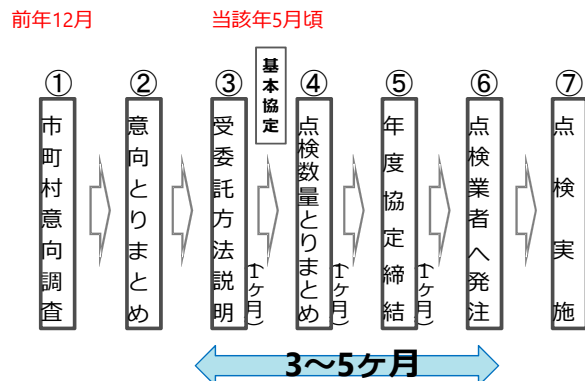 前年12月
当該年5月頃
基本協定
①
②
③
④
⑤
⑥
⑦
市町村意向調査
意向とりまとめ
受委託方法説明
(1ヶ月)
点検数量とりまとめ
(1ヶ月)
年度協定締結
(1ヶ月)
点検業者へ発注
点検実施
3～5ヶ月